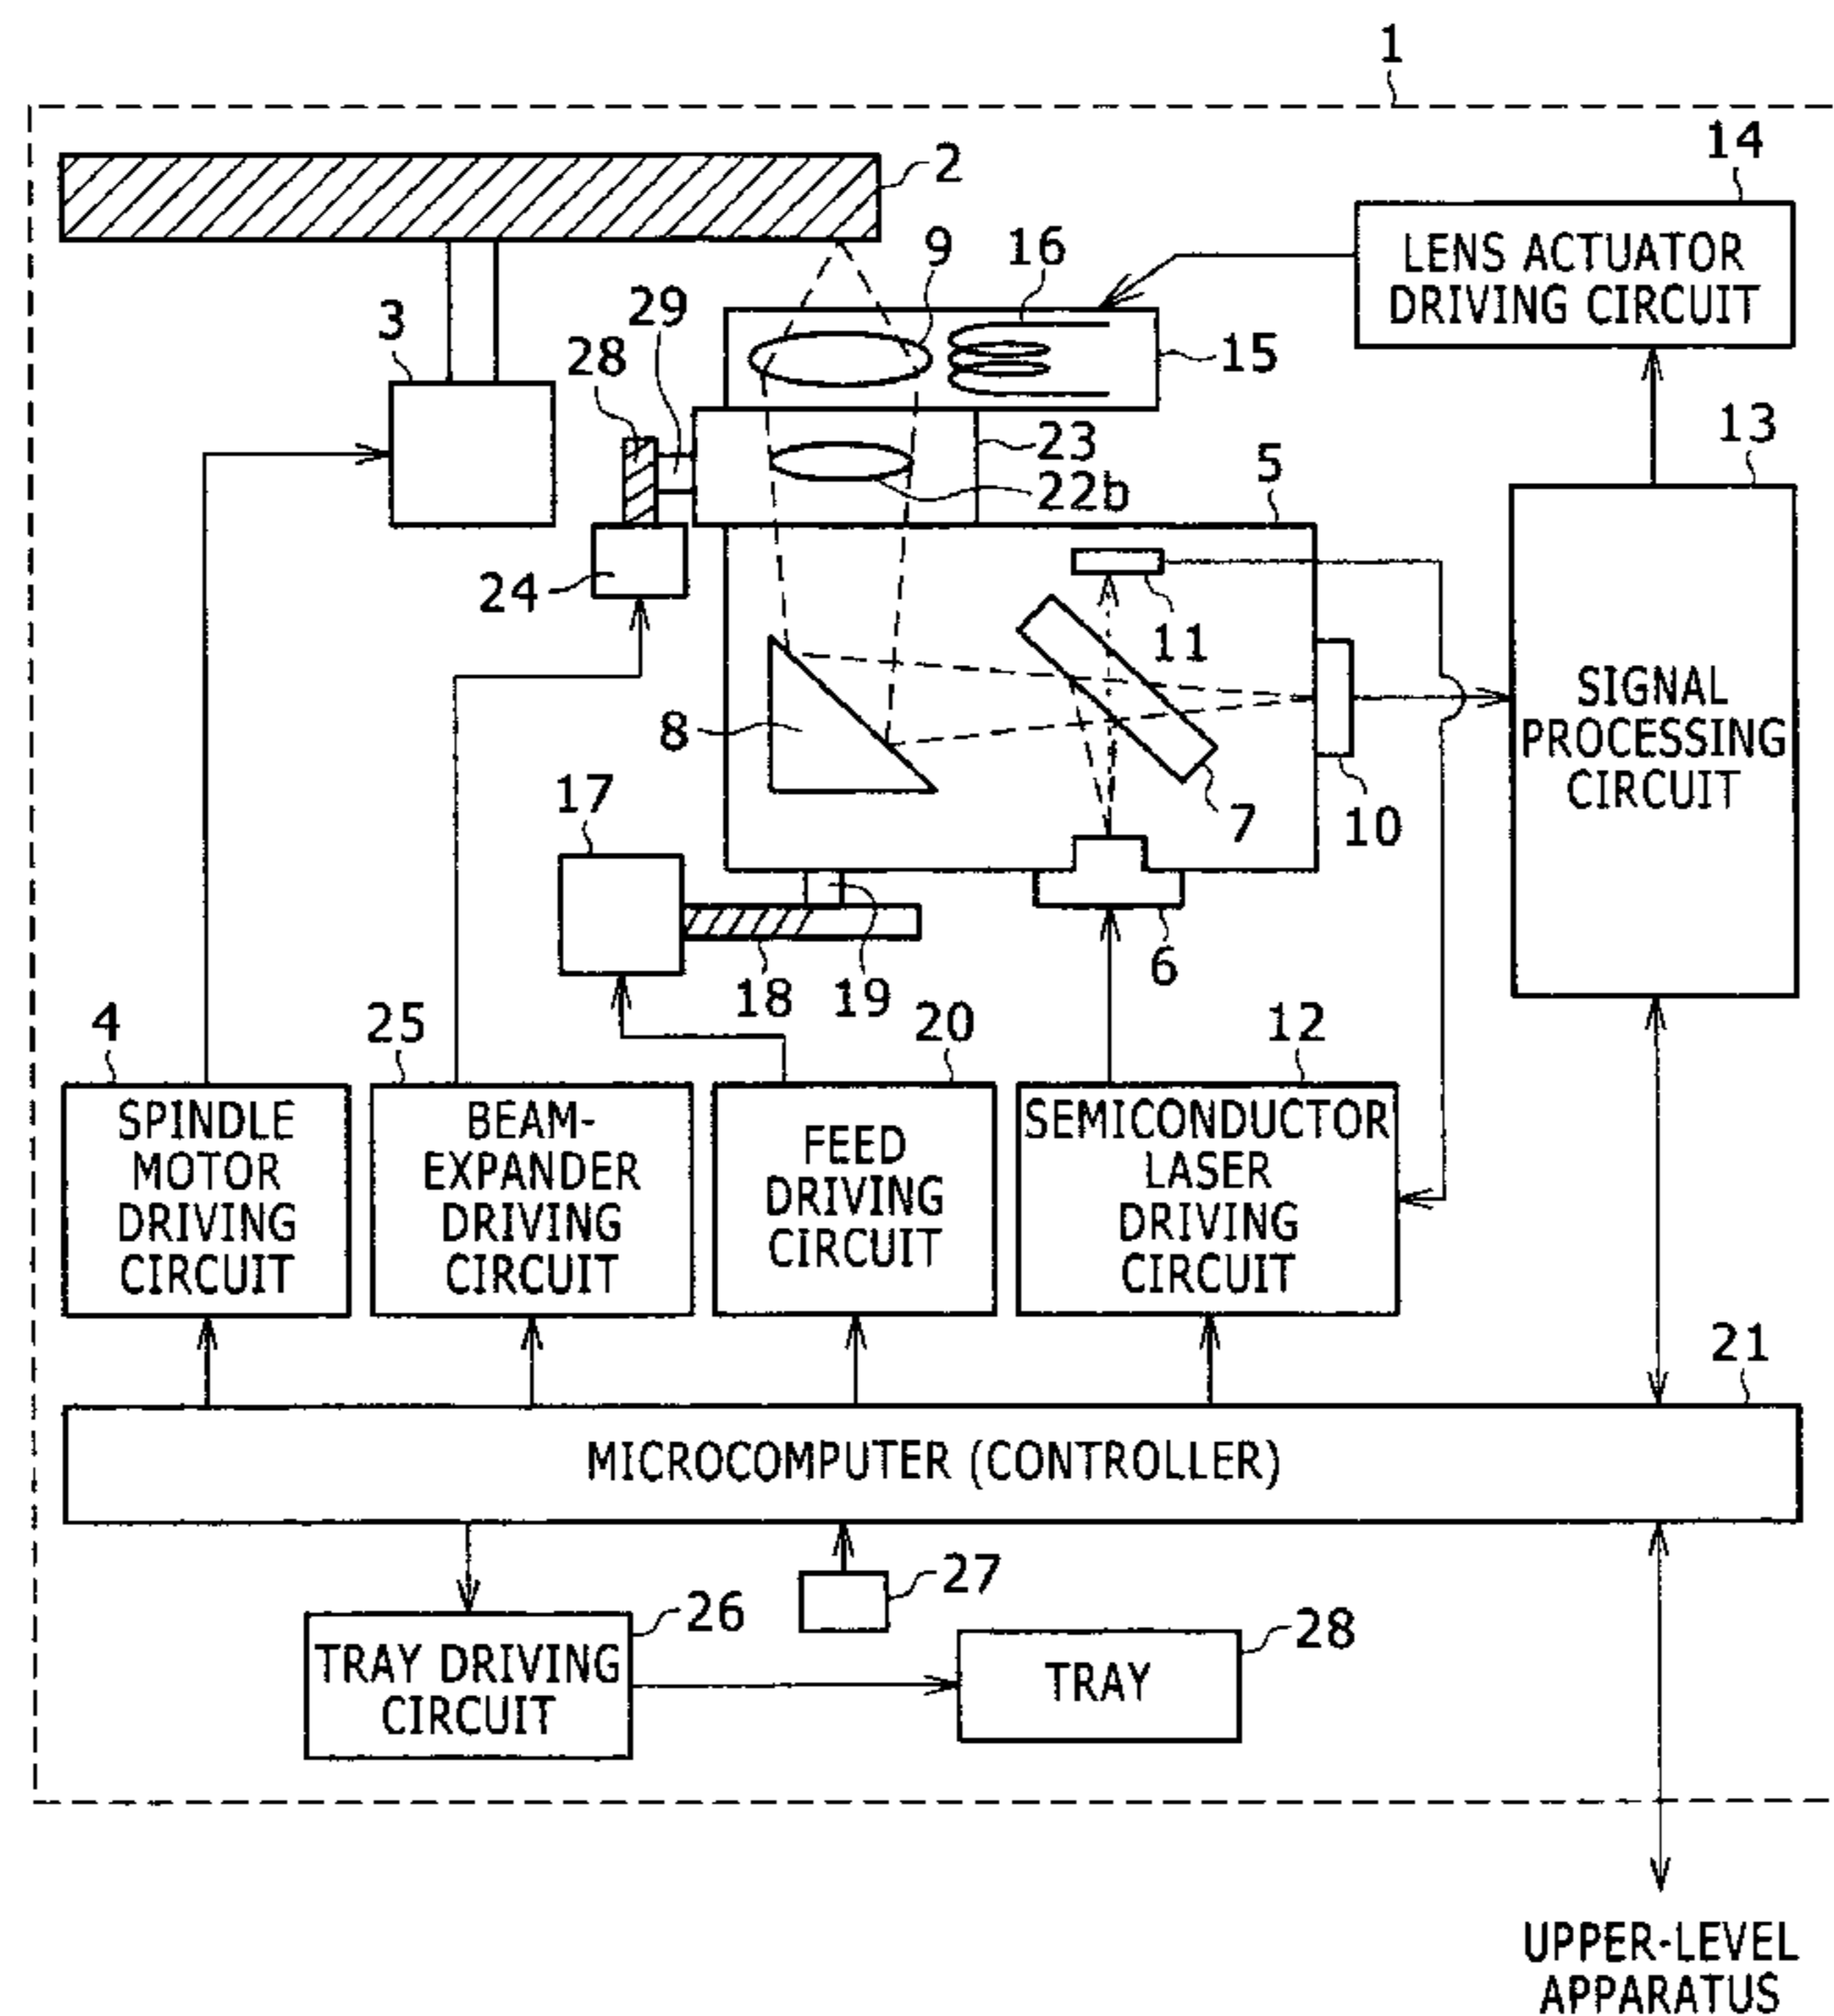 1
2
14
LENS ACTUATOR
DRIVING CIRCUIT
9
16
29
3
28
15
13
23
22b
5
24
11
SIGNAL
PROCESSING
CIRCUIT
8
17
7
10
6
18
19
4
25
20
12
SPINDLE
MOTOR
DRIVING
CIRCUIT
BEAM-
EXPANDER
DRIVING
CIRCUIT
FEED
DRIVING
CIRCUIT
SEMICONDUCTOR
LASER
DRIVING
CIRCUIT
21
MICROCOMPUTER (CONTROLLER)
27
26
28
TRAY DRIVING
CIRCUIT
TRAY
UPPER-LEVEL
APPARATUS